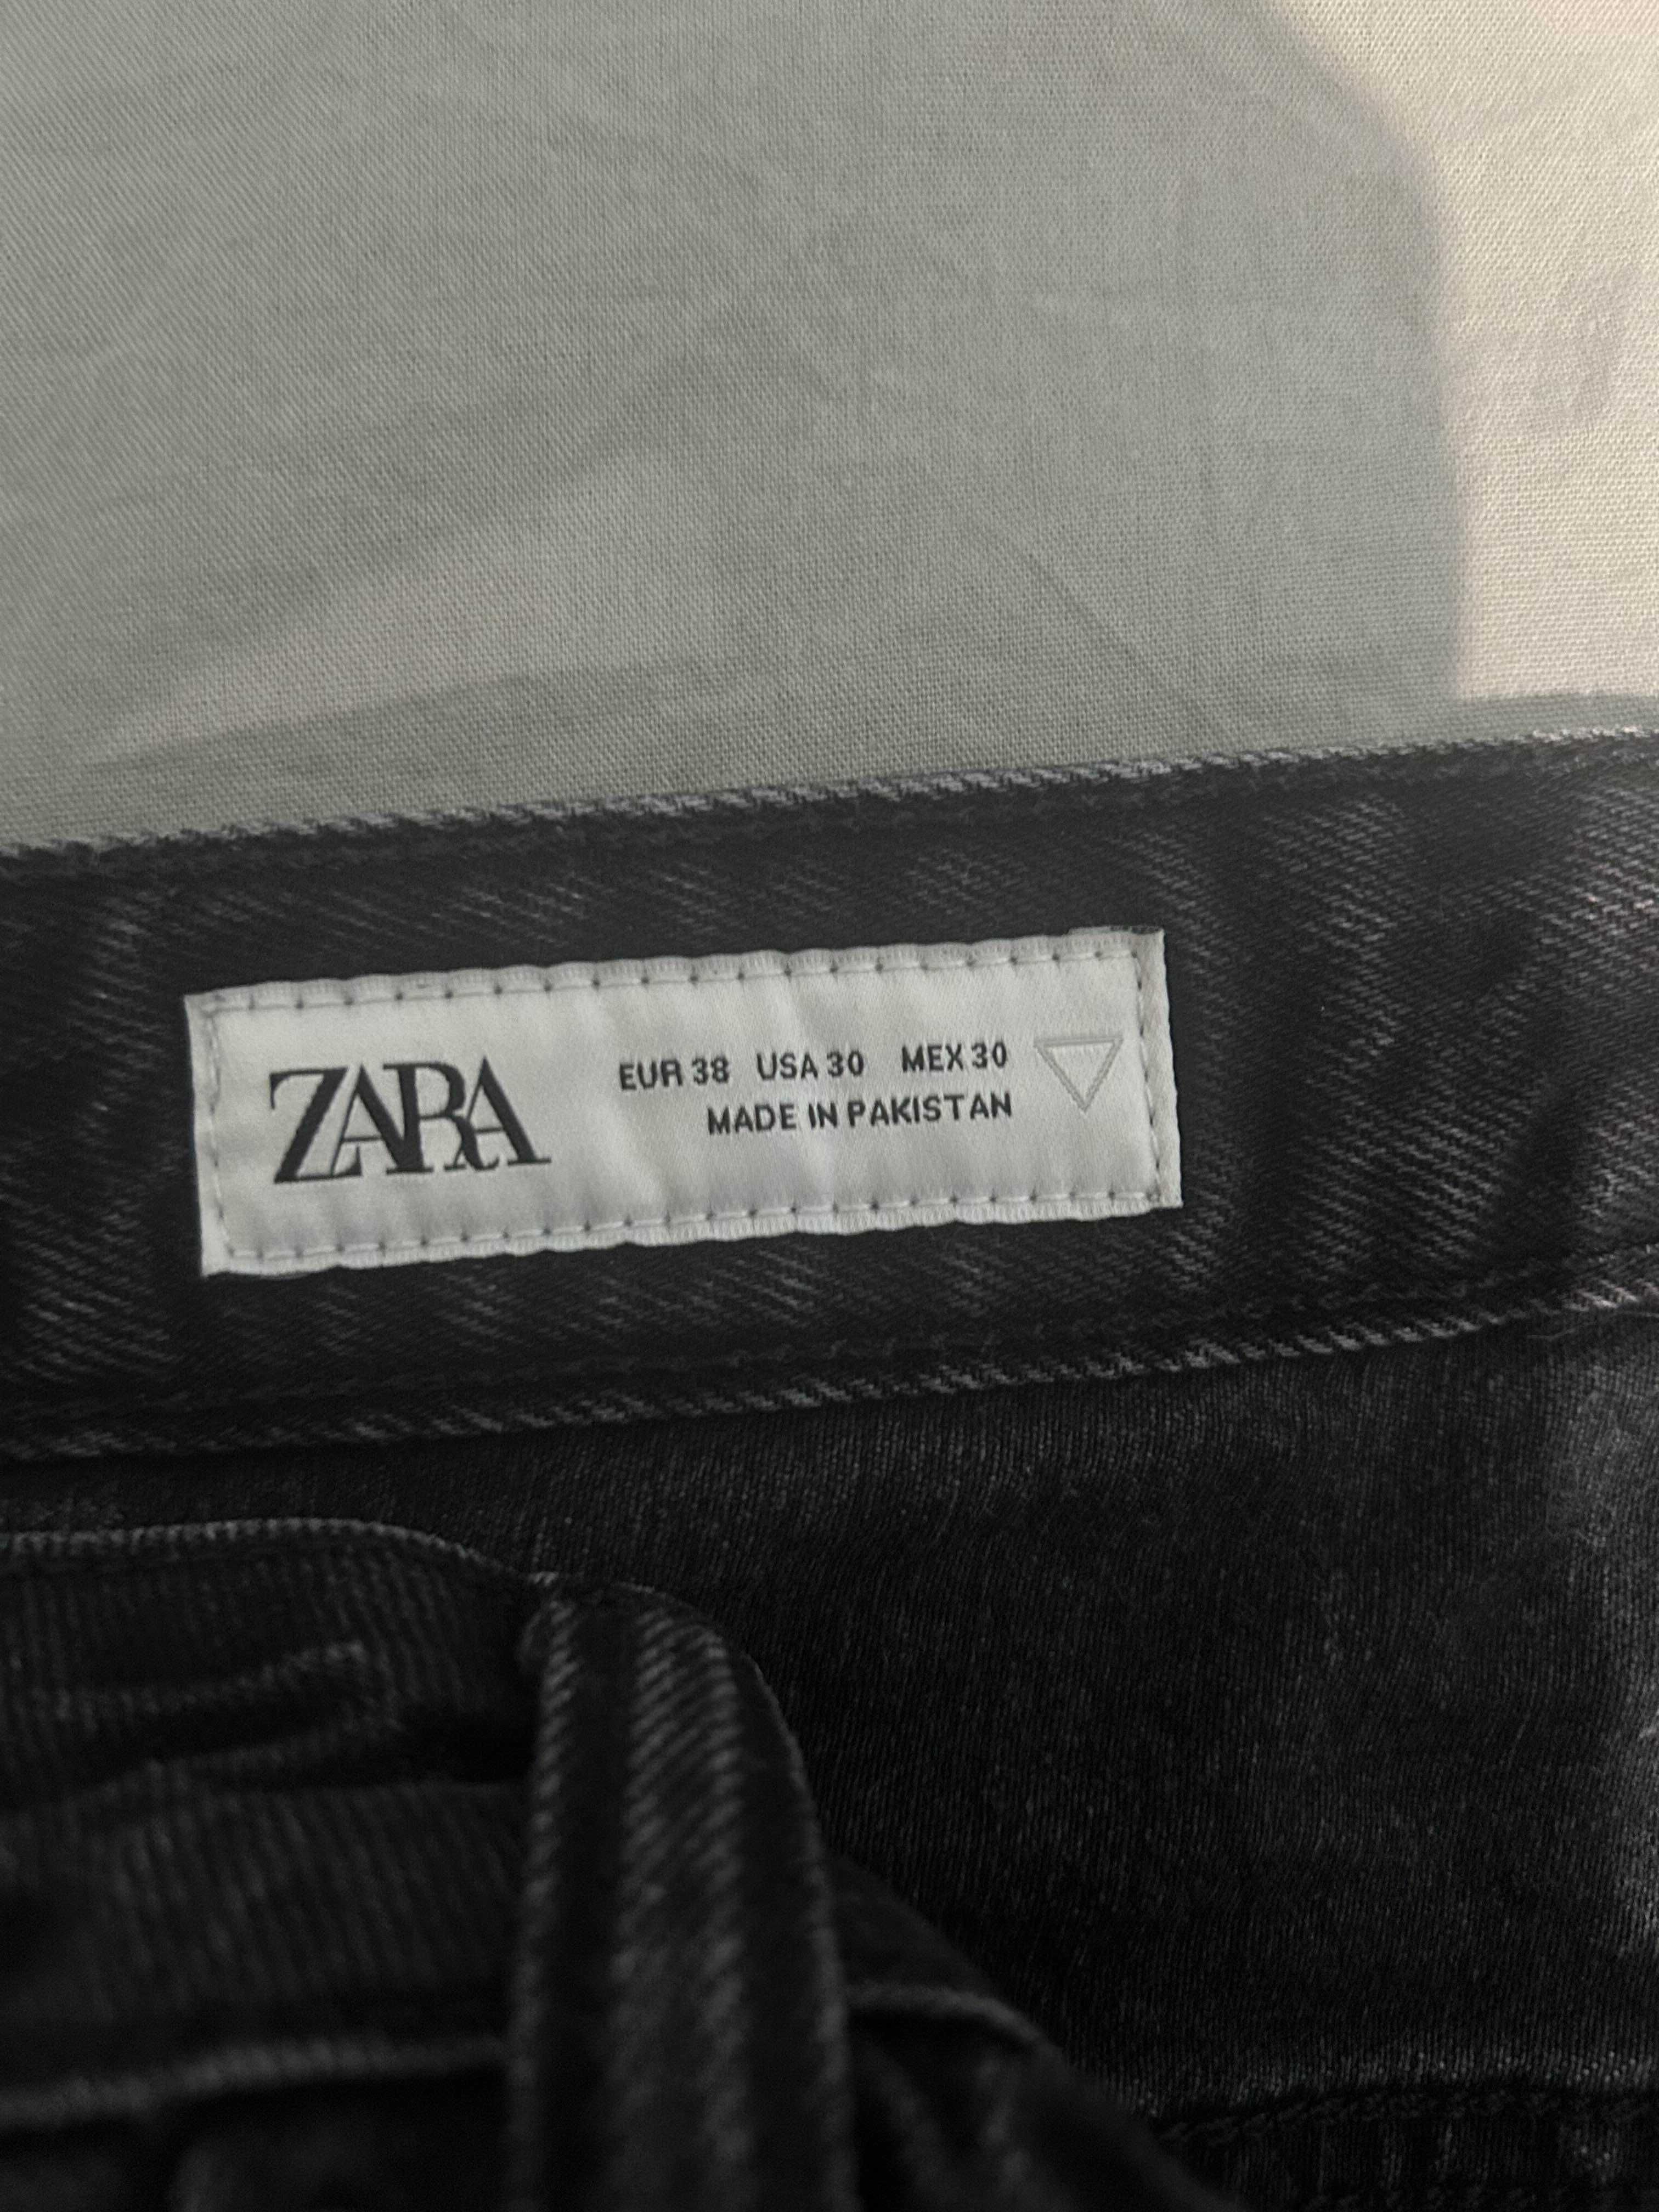 ZARA
EUR 38 USA 30 MEX 30
MADE IN PAKISTAN